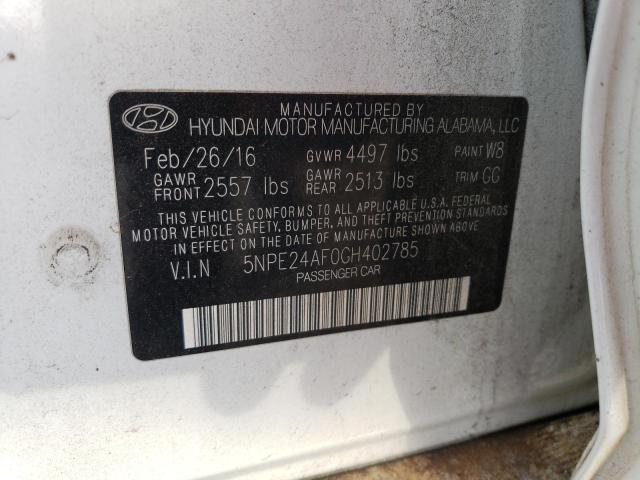 MANUFACTURED BY
HYUNDAI MOTOR MANUFACTURING ALABAMA, LLC
Feb/26/16 GVWR 4497 lbs PAINT W8
GAWR FRONT 2557 lbs GAWR REAR 2513 lbs TRIM GG
THIS VEHICLE CONFORMS TO ALL APPLICABLE U.S.A. FEDERAL
MOTOR VEHICLE SAFETY, BUMPER, AND THEFT PREVENTION STANDARDS
IN EFFECT ON THE DATE OF MANUFACTURE SHOWN ABOVE.
V.I.N 5NPE24AF0GH402785
PASSENGER CAR